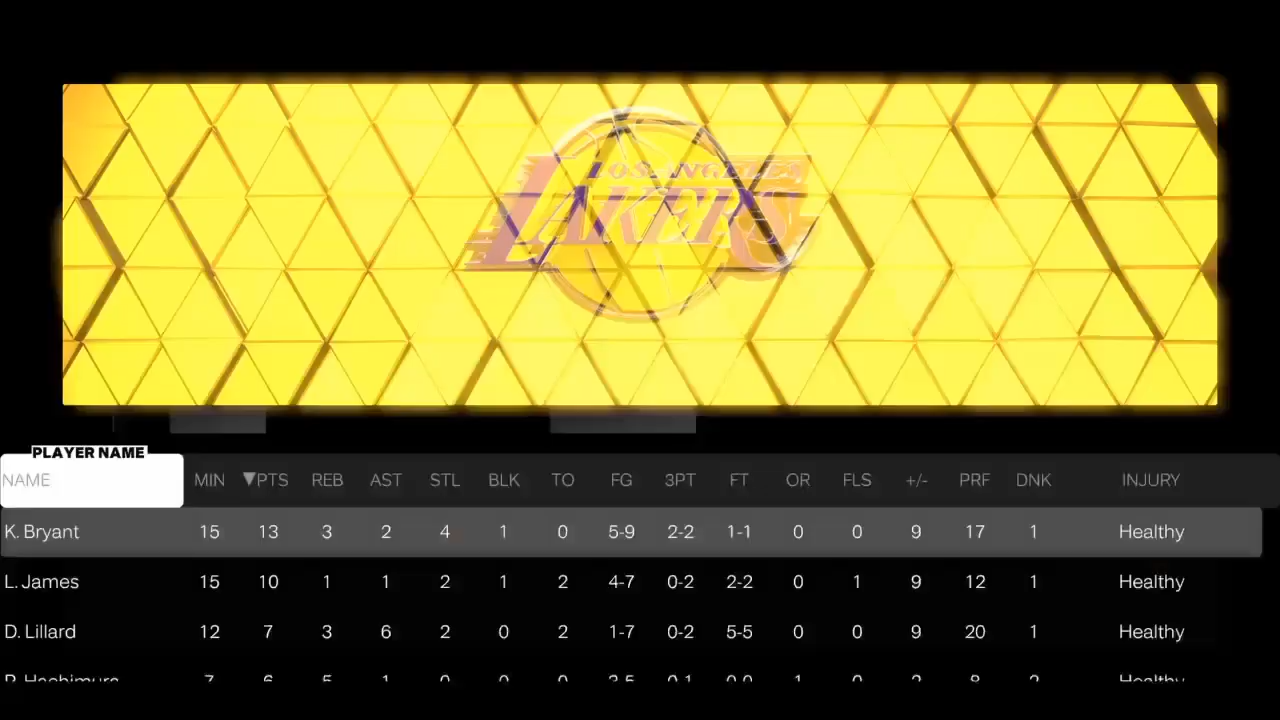 LOS ANGELES
LAKERS
PLAYER NAME
NAME MIN ▼PTS REB AST STL BLK TO FG 3PT FT OR FLS +/- PRF DNK INJURY
K. Bryant 15 13 3 2 4 1 0 5-9 2-2 1-1 0 0 9 17 1 Healthy
L. James 15 10 1 1 2 1 2 4-7 0-2 2-2 0 1 9 12 1 Healthy
D. Lillard 12 7 3 6 2 0 2 1-7 0-2 5-5 0 0 9 20 1 Healthy